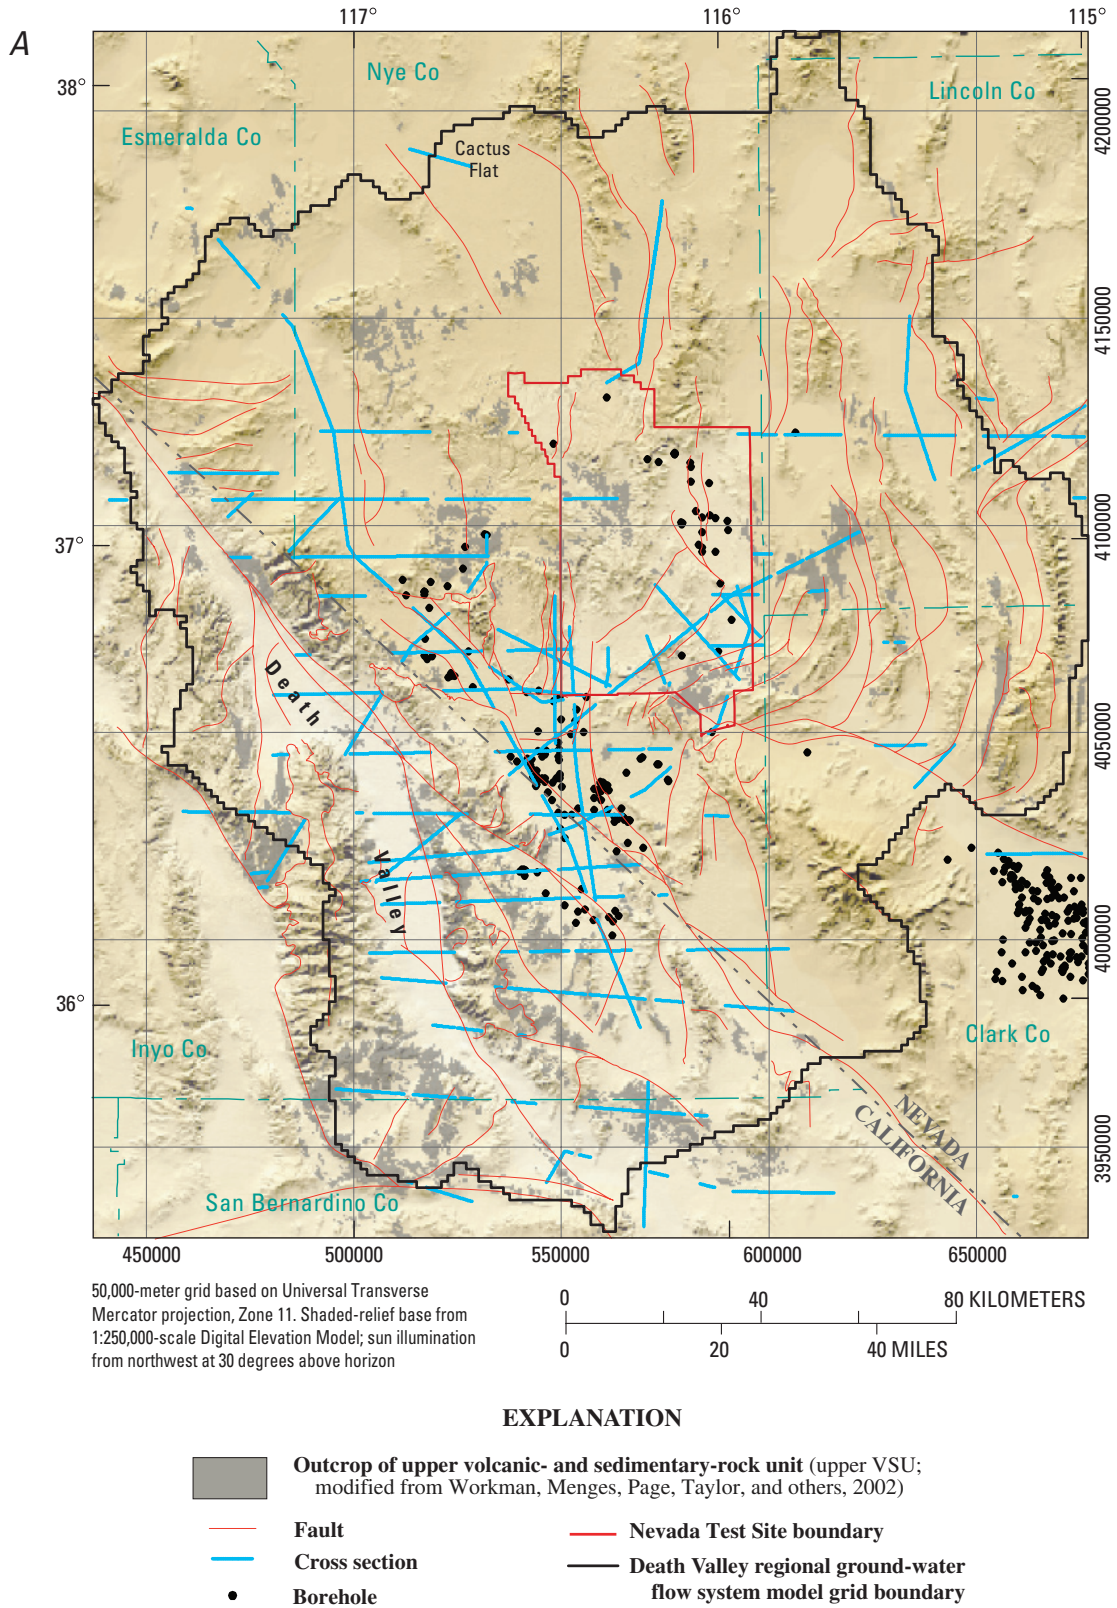 A
117°
116°
115°
38°
37°
36°
Nye Co
Lincoln Co
Esmeralda Co
Cactus
Flat
4200000
4150000
4100000
4050000
4000000
3950000
Death
Valley
Inyo Co
Clark Co
NEVADA
CALIFORNIA
San Bernardino Co
450000
500000
550000
600000
650000
50,000-meter grid based on Universal Transverse
Mercator projection, Zone 11. Shaded-relief base from
1:250,000-scale Digital Elevation Model; sun illumination
from northwest at 30 degrees above horizon
0 40 80 KILOMETERS
0 20 40 MILES
EXPLANATION
Outcrop of upper volcanic- and sedimentary-rock unit (upper VSU;
modified from Workman, Menges, Page, Taylor, and others, 2002)
Fault
Cross section
Borehole
Nevada Test Site boundary
Death Valley regional ground-water
flow system model grid boundary